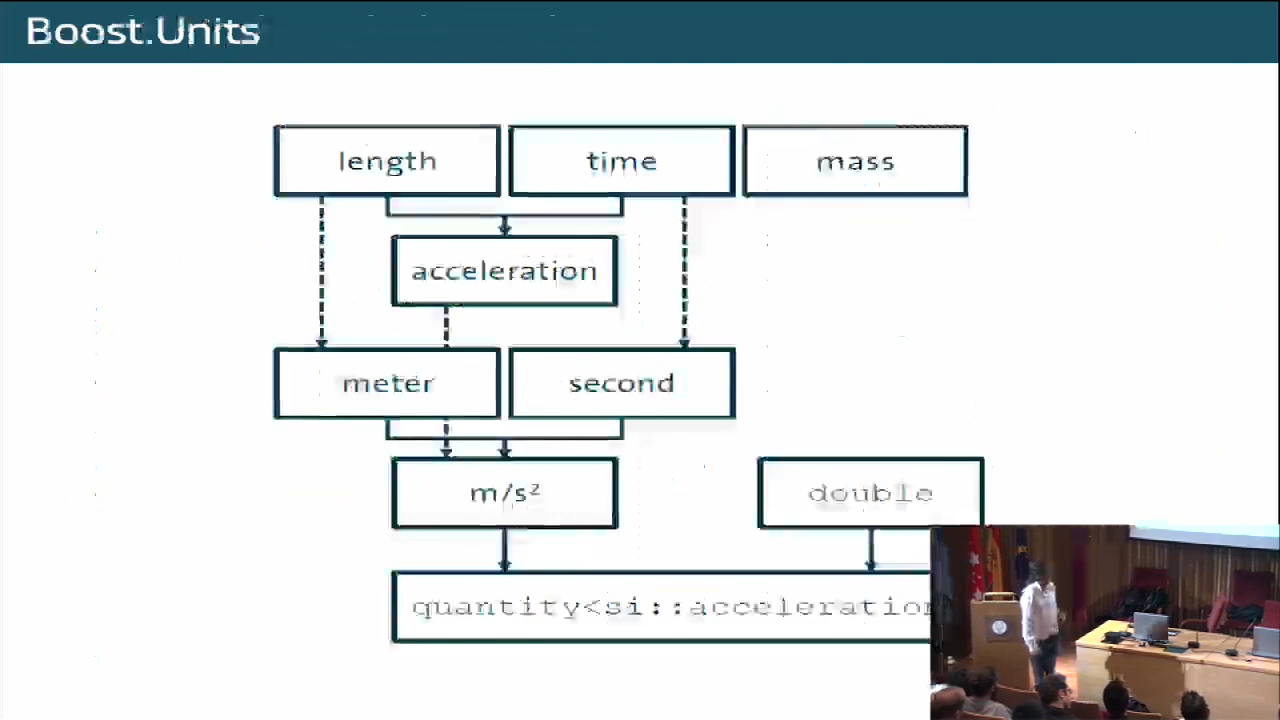 Boost.Units
length
time
mass
acceleration
meter
second
m/s²
double
quantity<si::acceleration